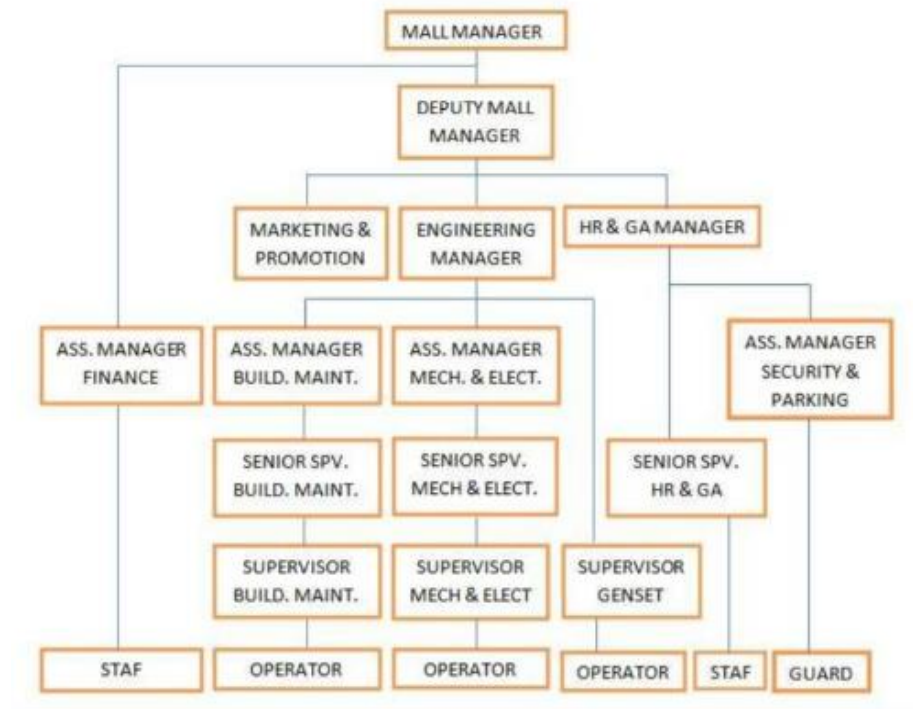 MALL MANAGER
DEPUTY MALL
MANAGER
MARKETING &
PROMOTION
ENGINEERING
MANAGER
HR & GA MANAGER
ASS. MANAGER
FINANCE
ASS. MANAGER
BUILD. MAINT.
ASS. MANAGER
MECH. & ELECT.
ASS. MANAGER
SECURITY &
PARKING
SENIOR SPV.
BUILD. MAINT.
SENIOR SPV.
MECH & ELECT.
SENIOR SPV.
HR & GA
SUPERVISOR
BUILD. MAINT.
SUPERVISOR
MECH & ELECT
SUPERVISOR
GENSET
STAF
OPERATOR
OPERATOR
OPERATOR
STAF
GUARD